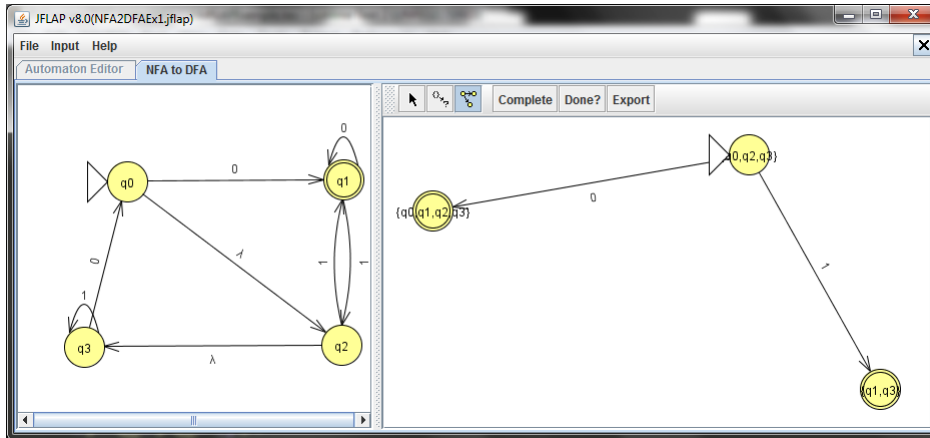 JFLAP v8.0(NFA2DFAEx1.jflap)
File Input Help
Automaton Editor NFA to DFA
Complete Done? Export
0
0
q0
q1
λ
1
1
0
1
q3
λ
q2
q0,q2,q3}
0
{q0,q1,q2,q3}
1
{q1,q3}